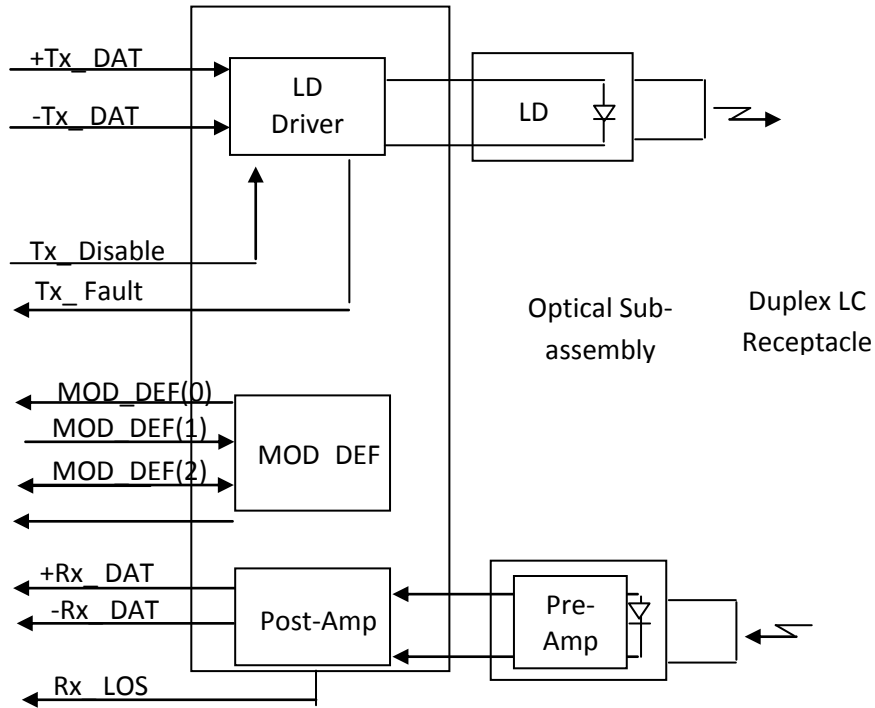 +Tx_ DAT
-Tx_ DAT
LD
Driver
LD
Tx_ Disable
Tx_ Fault
Optical Sub-
assembly
Duplex LC
Receptacle
MOD_DEF(0)
MOD_DEF(1)
MOD_DEF(2)
MOD DEF
+Rx_ DAT
-Rx_ DAT
Post-Amp
Pre-
Amp
Rx_ LOS